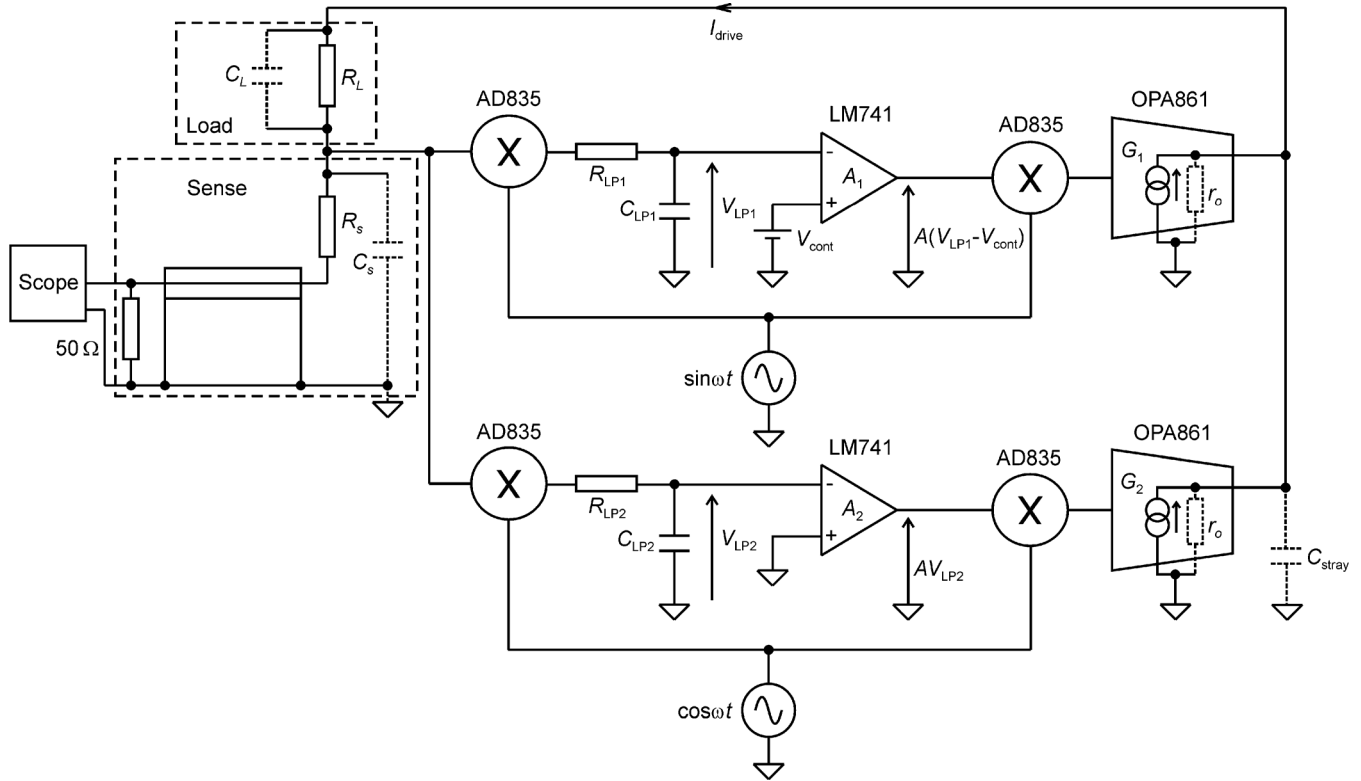 I_drive
C_L
R_L
Load
Sense
R_s
C_s
Scope
50 Ω
AD835
X
R_LP1
C_LP1
V_LP1
LM741
-
A_1
+
V_cont
A(V_LP1-V_cont)
AD835
X
OPA861
G_1
r_o
sinωt
AD835
X
R_LP2
C_LP2
V_LP2
LM741
-
A_2
+
AV_LP2
AD835
X
OPA861
G_2
r_o
C_stray
cosωt